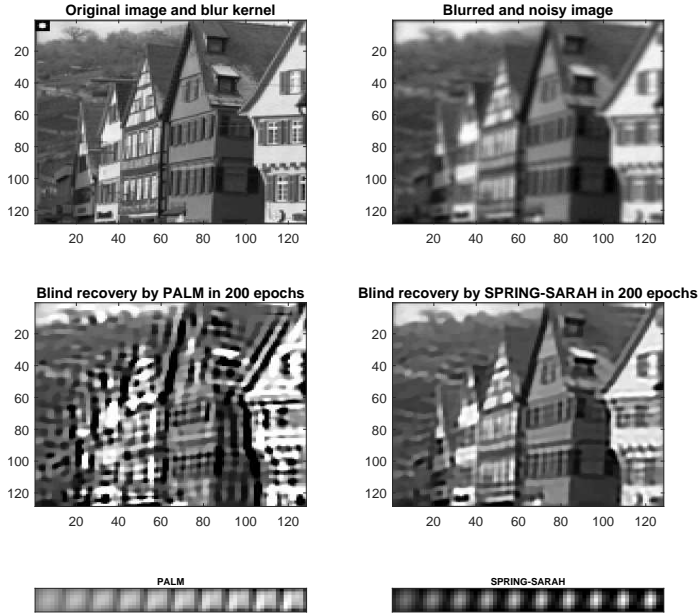 Original image and blur kernel
20
40
60
80
100
120
20 40 60 80 100 120
Blurred and noisy image
20
40
60
80
100
120
20 40 60 80 100 120
Blind recovery by PALM in 200 epochs
20
40
60
80
100
120
20 40 60 80 100 120
Blind recovery by SPRING-SARAH in 200 epochs
20
40
60
80
100
120
20 40 60 80 100 120
PALM
SPRING-SARAH